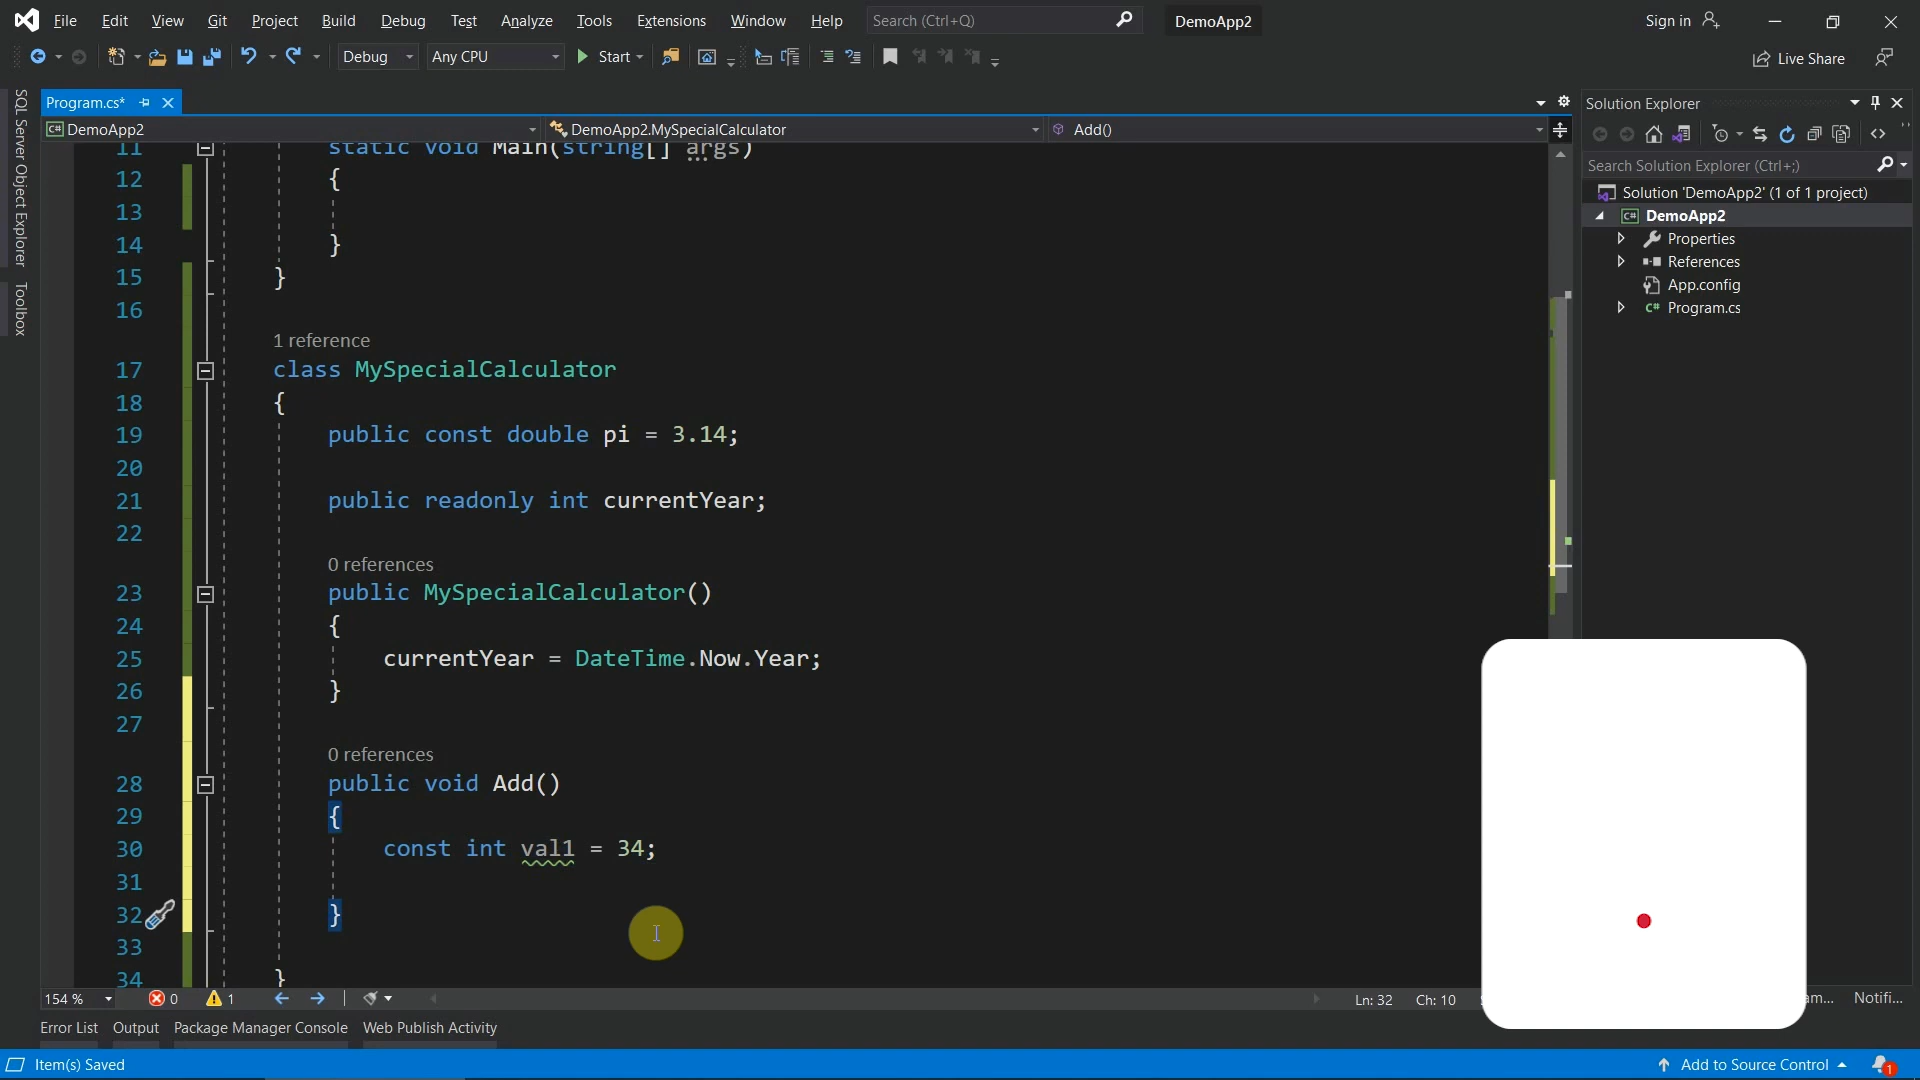 File Edit View Git Project Build Debug Test Analyze Tools Extensions Window Help Search (Ctrl+Q) DemoApp2 Sign in
Debug Any CPU Start Live Share
SQL Server Object Explorer
Toolbox
Program.cs*
DemoApp2 DemoApp2.MySpecialCalculator Add()
11 static void Main(string[] args)
12 {
13
14 }
15 }
16
1 reference
17 class MySpecialCalculator
18 {
19 public const double pi = 3.14;
20
21 public readonly int currentYear;
22
0 references
23 public MySpecialCalculator()
24 {
25 currentYear = DateTime.Now.Year;
26 }
27
0 references
28 public void Add()
29 {
30 const int val1 = 34;
31
32 }
33
34 }
154 % 0 1 Ln: 32 Ch: 10
Solution Explorer
Search Solution Explorer (Ctrl+;)
Solution 'DemoApp2' (1 of 1 project)
DemoApp2
Properties
References
App.config
Program.cs
am... Notifi...
Error List Output Package Manager Console Web Publish Activity
Item(s) Saved Add to Source Control 1